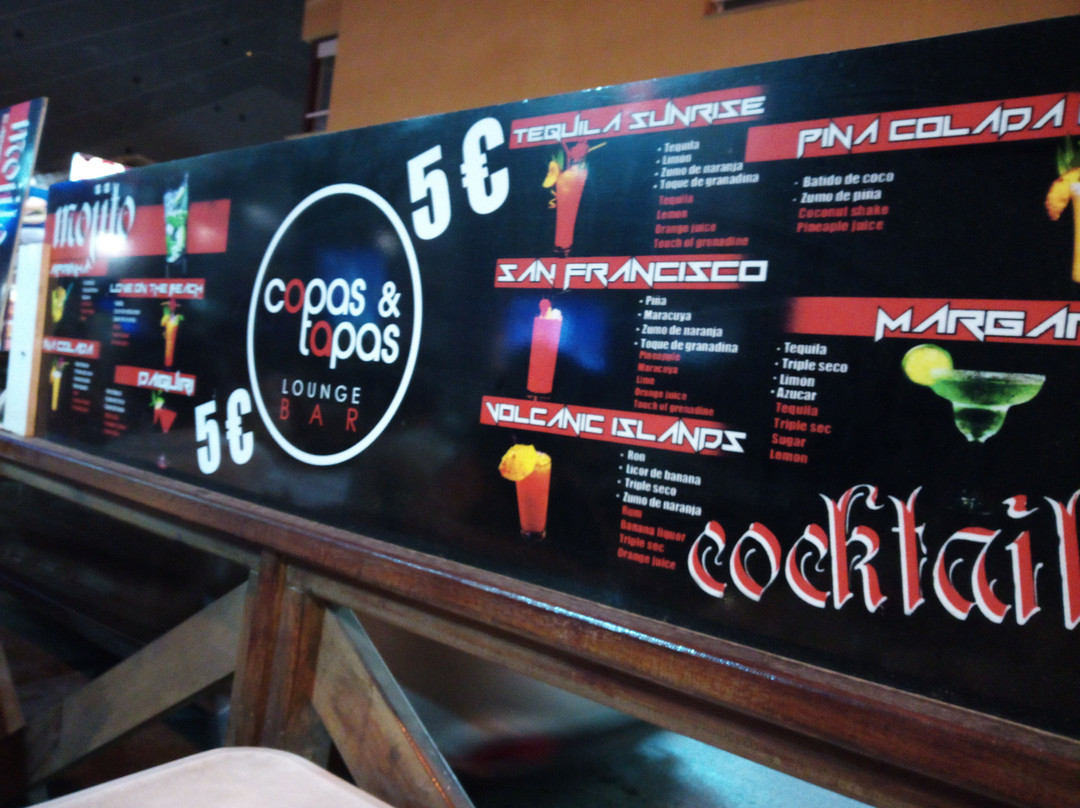 mojito
LOVE ON THE BEACH
DAQUIRI
5€
copas &
tapas
LOUNGE
BAR
5€
TEQUILA SUNRISE
• Tequila
• Limón
• Zumo de naranja
• Toque de granadina
Tequila
Lemon
Orange juice
Touch of grenadine
SAN FRANCISCO
• Piña
• Maracuya
• Zumo de naranja
• Toque de granadina
Pineapple
Maracuya
Lime
Orange juice
Touch of grenadine
VOLCANIC ISLANDS
• Ron
• Licor de banana
• Triple seco
• Zumo de naranja
Rum
Banana liquor
Triple sec
Orange juice
PINA COLADA
• Batido de coco
• Zumo de piña
Coconut shake
Pineapple juice
MARGAR
• Tequila
• Triple seco
• Limón
• Azucar
Tequila
Triple sec
Sugar
Lemon
cocktail